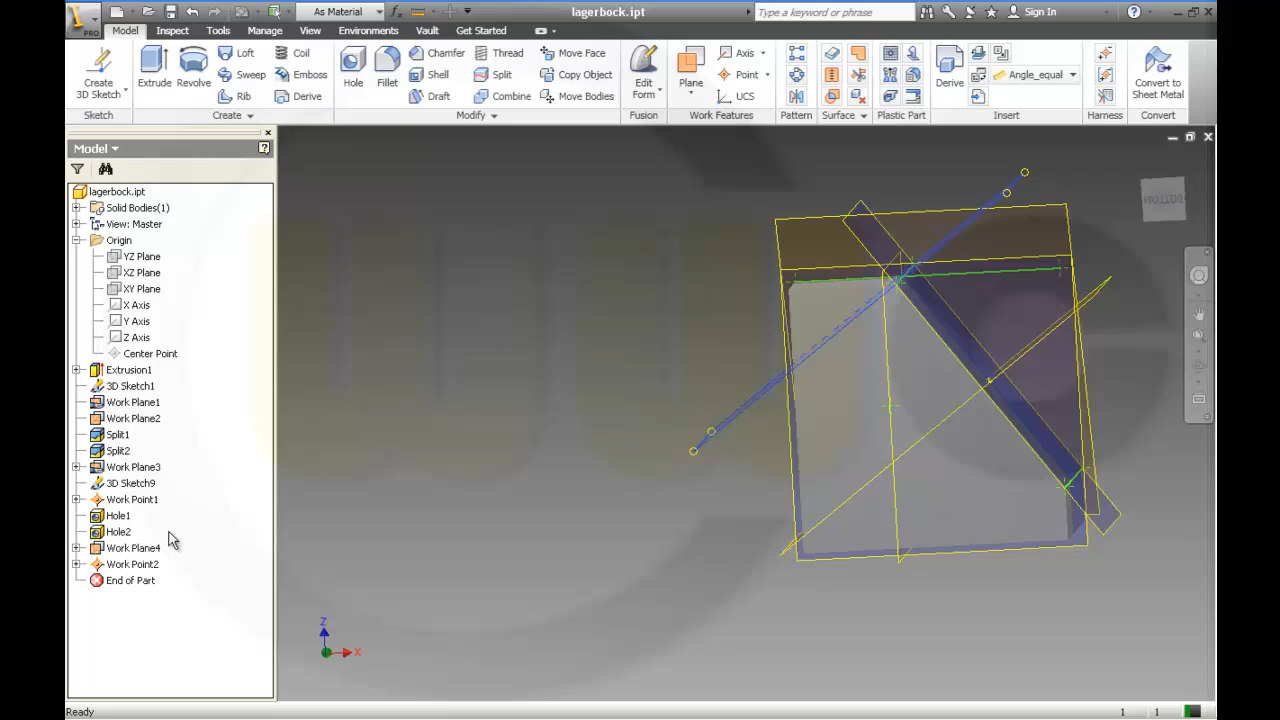 As Material
lagerbock.ipt
Type a keyword or phrase
Sign In
PRO
Model
Inspect
Tools
Manage
View
Environments
Vault
Get Started
Create
3D Sketch
Extrude
Revolve
Loft
Sweep
Rib
Coil
Emboss
Derive
Hole
Fillet
Chamfer
Shell
Draft
Thread
Split
Combine
Move Face
Copy Object
Move Bodies
Edit
Form
Plane
Axis
Point
UCS
Derive
Angle_equal
Convert to
Sheet Metal
Sketch
Create
Modify
Fusion
Work Features
Pattern
Surface
Plastic Part
Insert
Harness
Convert
Model
lagerbock.ipt
Solid Bodies(1)
View: Master
Origin
YZ Plane
XZ Plane
XY Plane
X Axis
Y Axis
Z Axis
Center Point
Extrusion1
3D Sketch1
Work Plane1
Work Plane2
Split1
Split2
Work Plane3
3D Sketch9
Work Point1
Hole1
Hole2
Work Plane4
Work Point2
End of Part
BOTTOM
Z
X
Ready
1
1